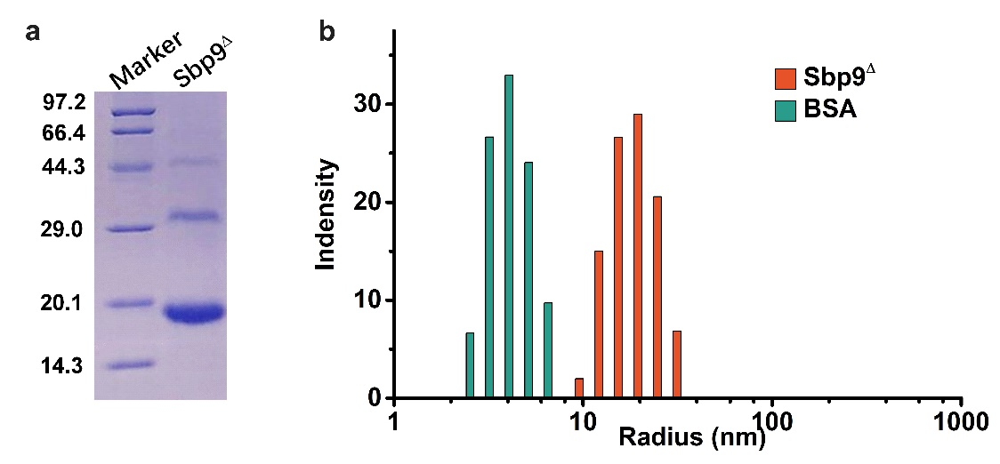 a
Marker
Sbp9Δ
97.2
66.4
44.3
29.0
20.1
14.3
b
Indensity
30
20
10
0
1
10
100
1000
Radius (nm)
Sbp9Δ
BSA